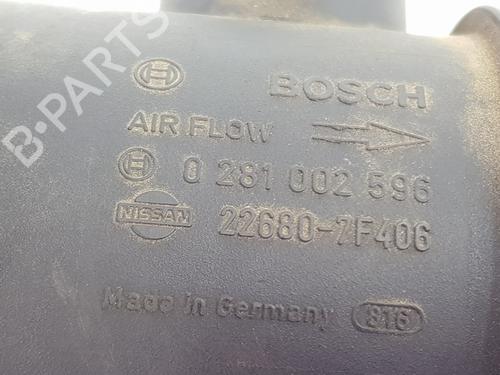 BOSCH
AIR FLOW
0 281 002 596
NISSAN 22680-7F406
Made in Germany 816
B-PARTS